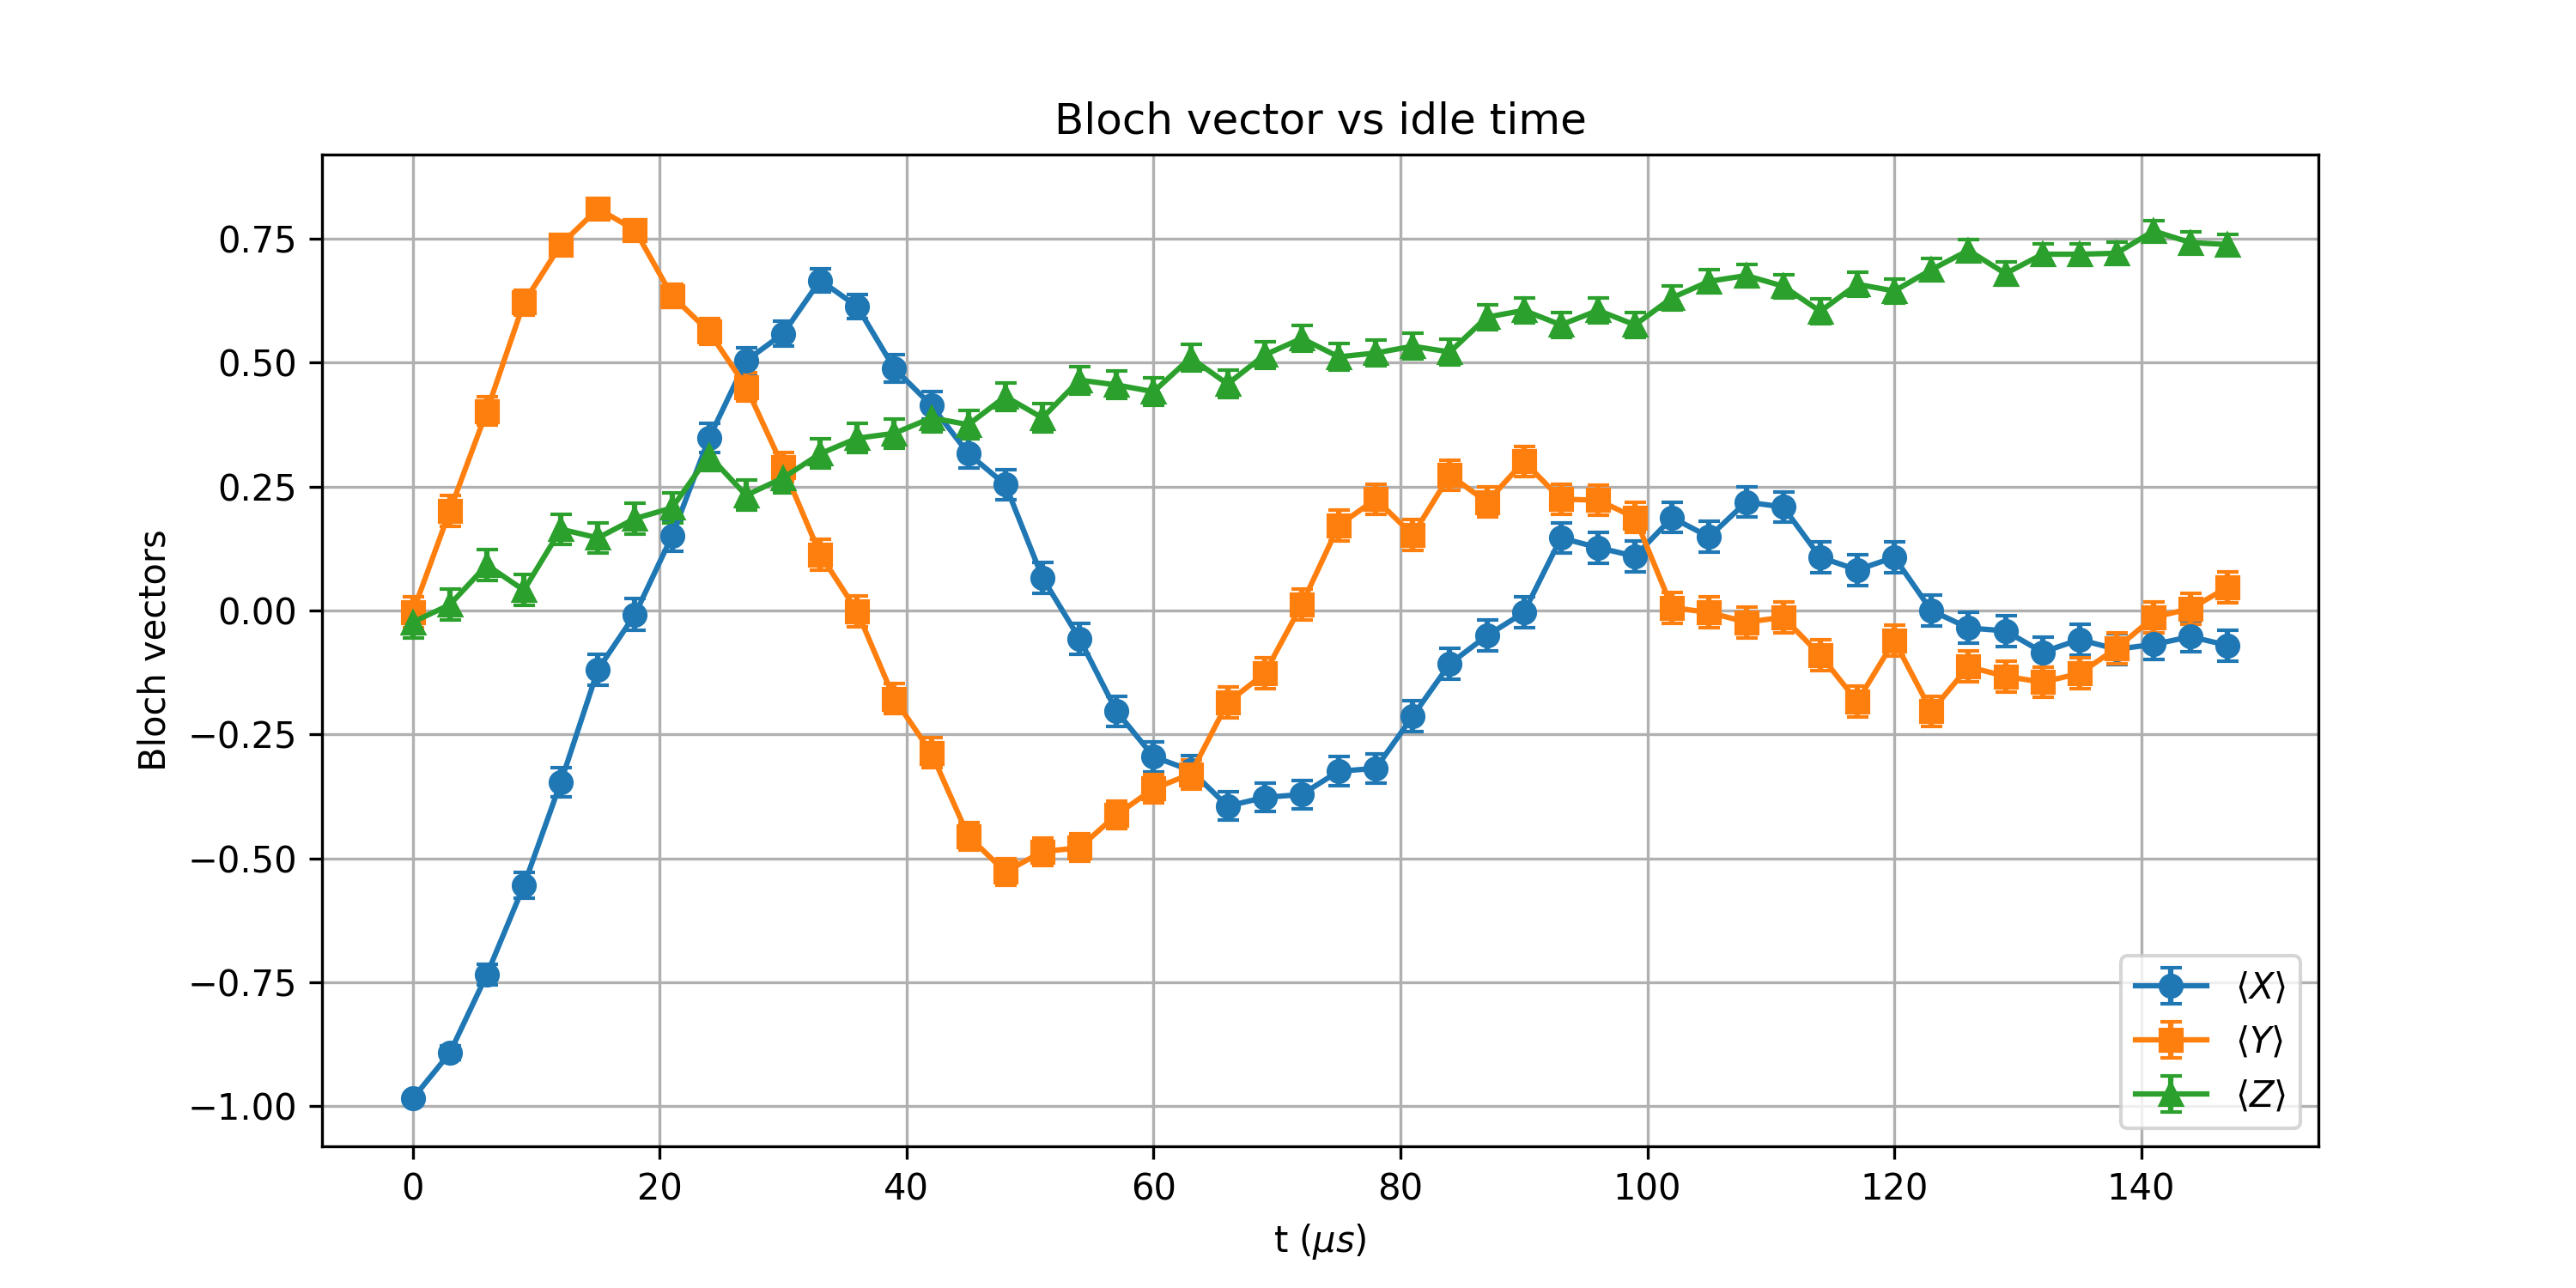 Bloch vector vs idle time
Bloch vectors
0.75
0.50
0.25
0.00
−0.25
−0.50
−0.75
−1.00
0 20 40 60 80 100 120 140
t (μs)
⟨X⟩
⟨Y⟩
⟨Z⟩